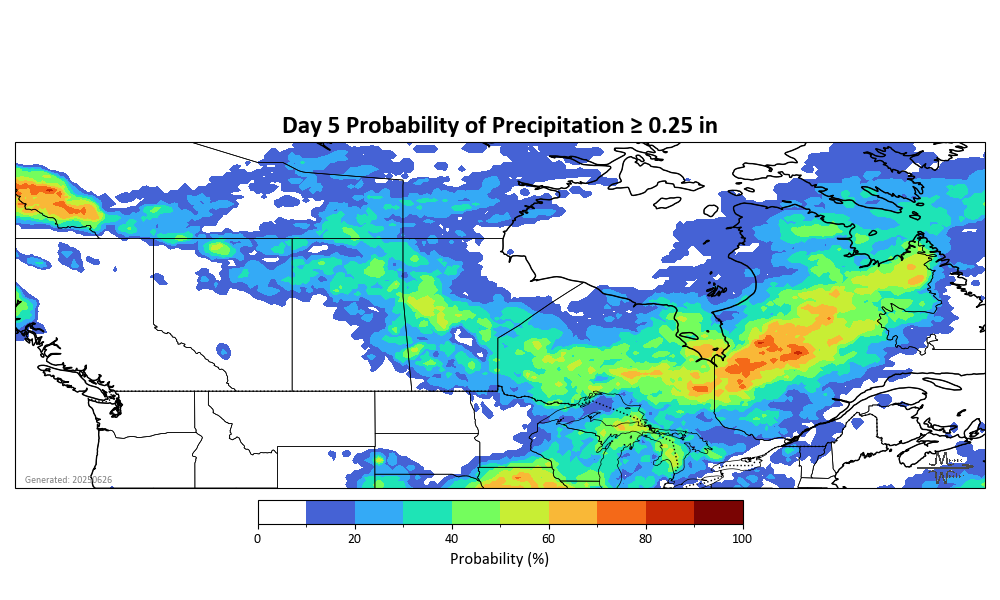 Day 5 Probability of Precipitation ≥ 0.25 in
Generated: 20250626
0 20 40 60 80 100
Probability (%)